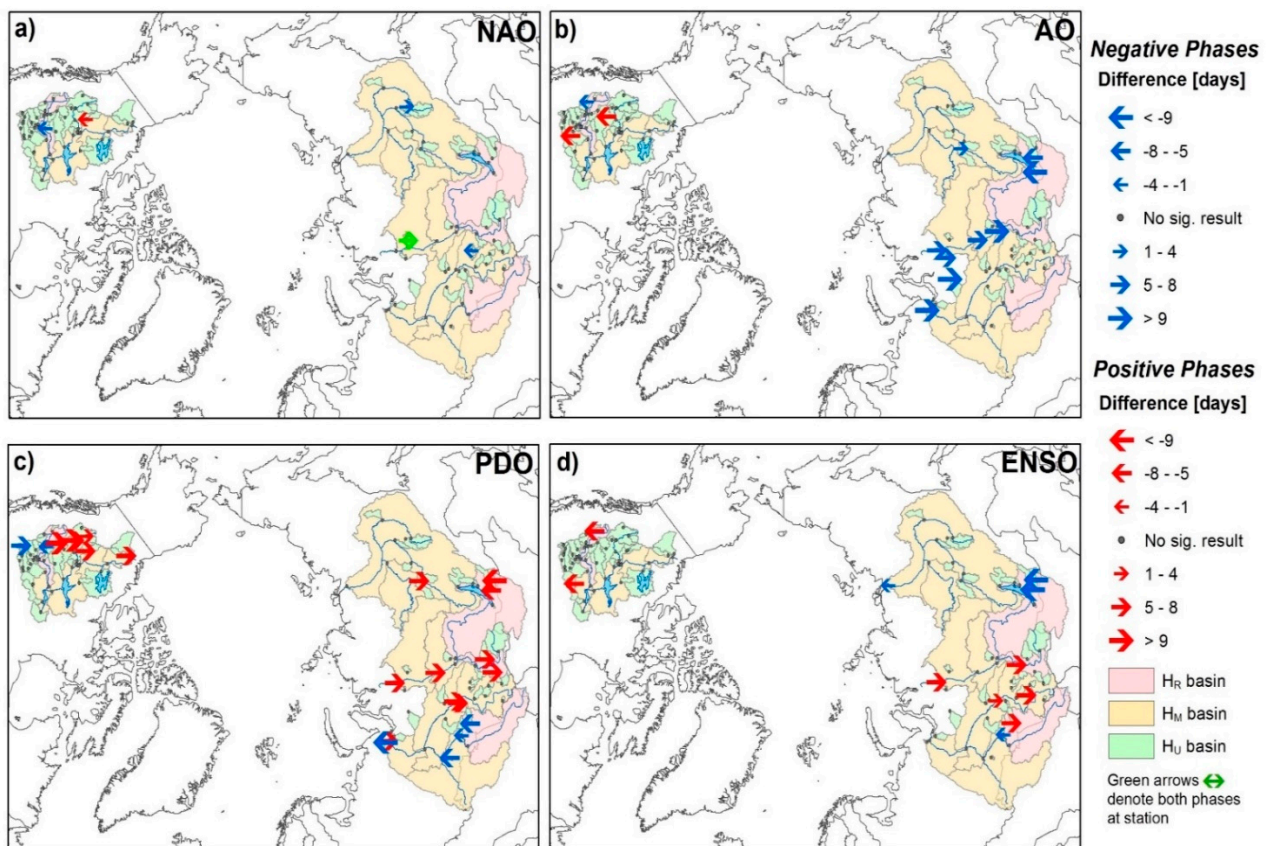 a)
NAO
b)
AO
c)
PDO
d)
ENSO
Negative Phases
Difference [days]
< -9
-8 - -5
-4 - -1
No sig. result
1 - 4
5 - 8
> 9
Positive Phases
Difference [days]
< -9
-8 - -5
-4 - -1
No sig. result
1 - 4
5 - 8
> 9
HR basin
HM basin
HU basin
Green arrows
denote both phases
at station